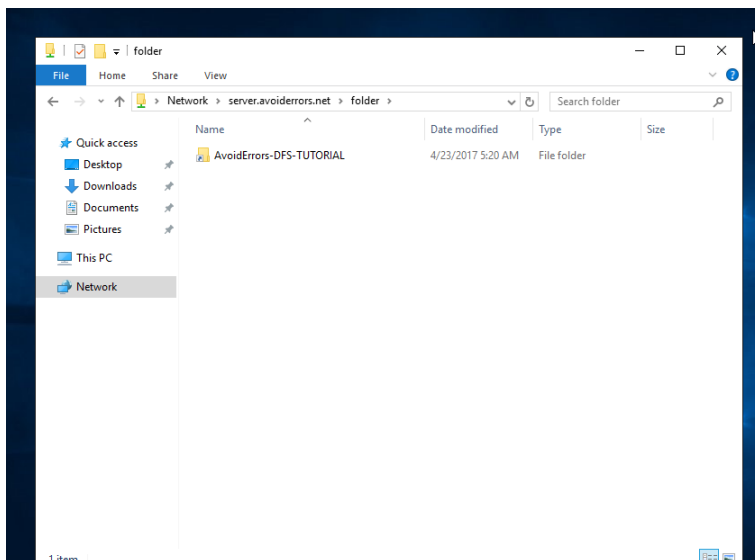 folder
File Home Share View
Network > server.avoiderrors.net > folder >
Search folder
Name Date modified Type Size
Quick access
AvoidErrors-DFS-TUTORIAL 4/23/2017 5:20 AM File folder
Desktop
Downloads
Documents
Pictures
This PC
Network
1 item